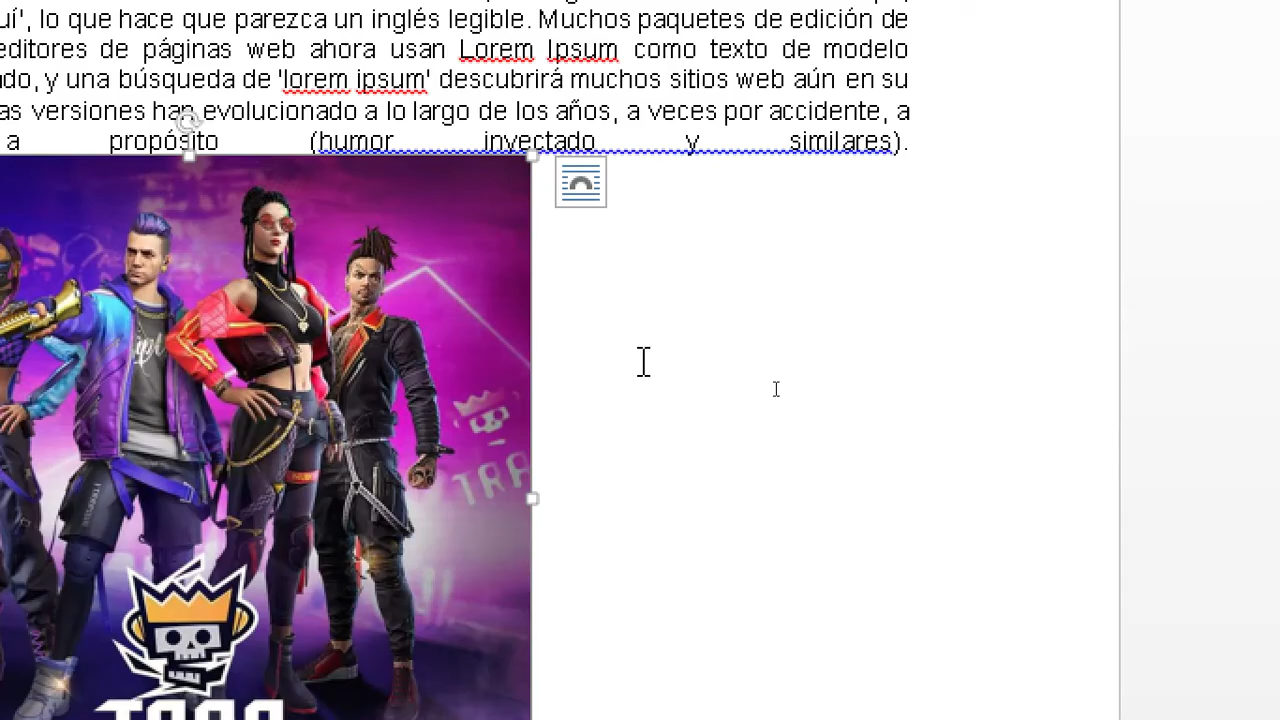 uí', lo que hace que parezca un inglés legible. Muchos paquetes de edición de
editores de páginas web ahora usan Lorem Ipsum como texto de modelo
do, y una búsqueda de 'lorem ipsum' descubrirá muchos sitios web aún en su
as versiones han evolucionado a lo largo de los años, a veces por accidente, a
a propósito (humor inyectado y similares).
TRA